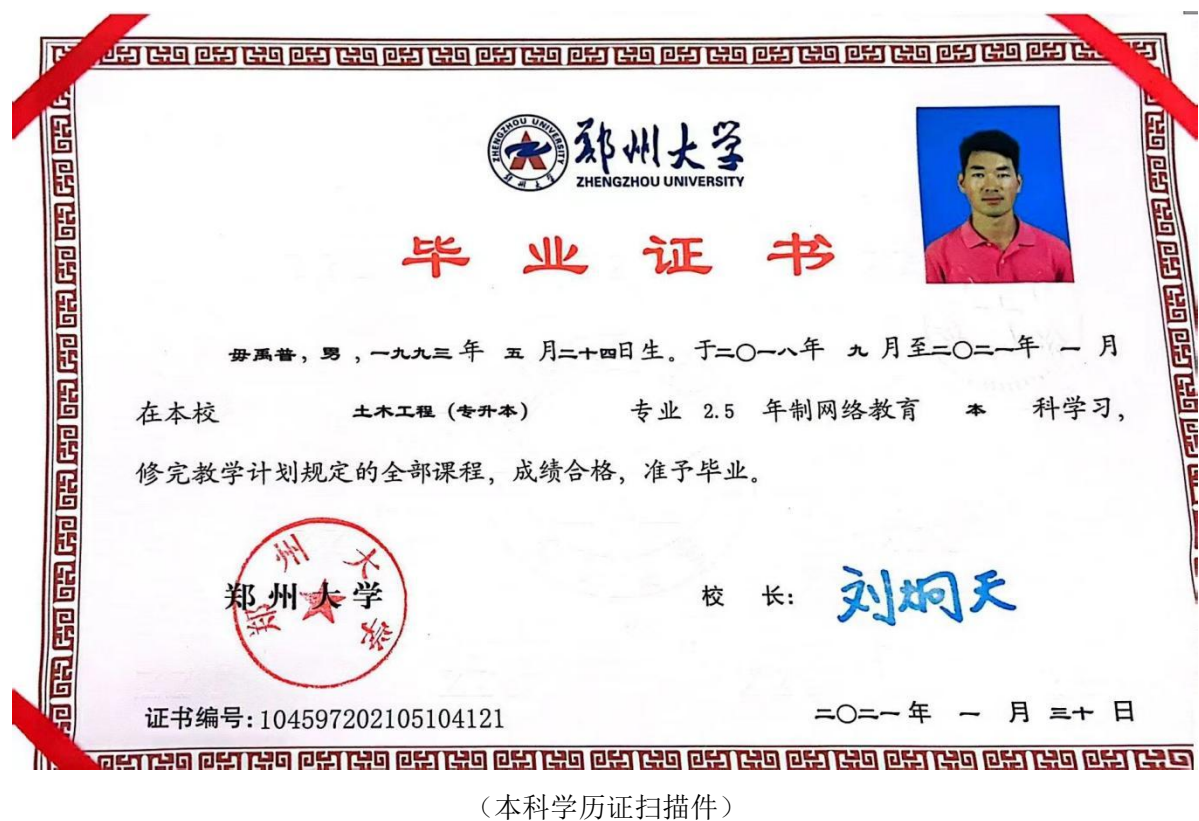 郑州大学
ZHENGZHOU UNIVERSITY
毕业证书
毋禹普，男，一九九三年 五 月二十四日生。于二〇一八年 九 月至二〇二一年 一 月
在本校 土木工程（专升本） 专业 2.5 年制网络教育 本 科学习，
修完教学计划规定的全部课程，成绩合格，准予毕业。
郑州大学
郑州大学
校 长：刘炯天
证书编号：104597202105104121
二〇二一年 一 月 三十 日
（本科学历证扫描件）